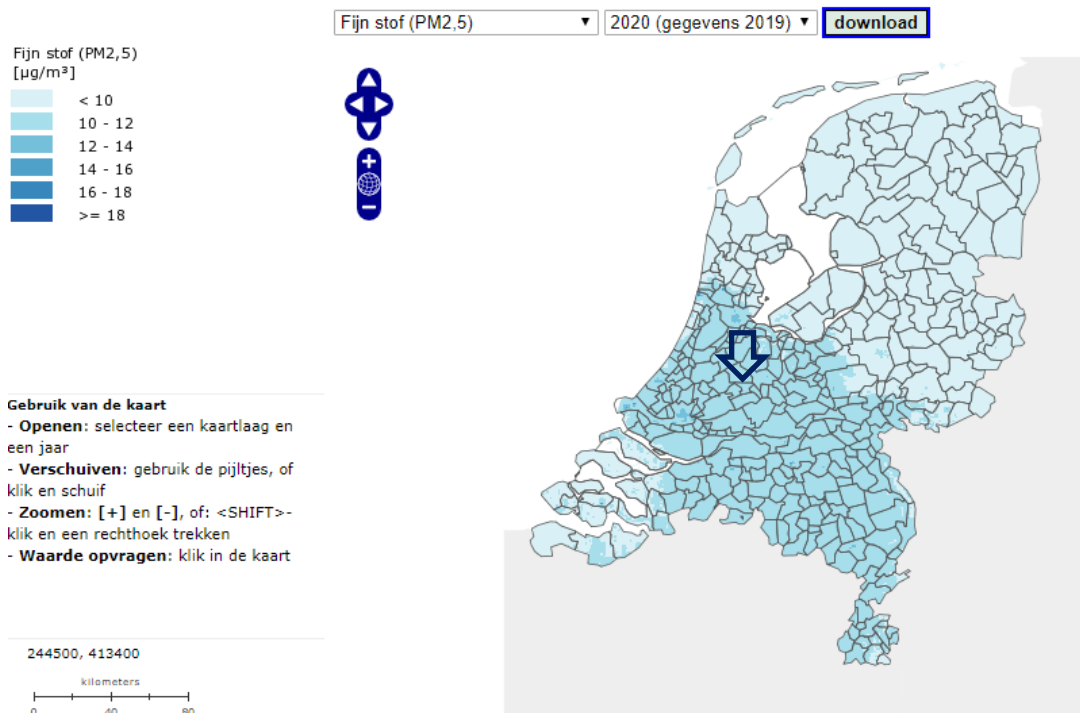 Fijn stof (PM2,5) 2020 (gegevens 2019) download
Fijn stof (PM2,5)
[µg/m³]
< 10
10 - 12
12 - 14
14 - 16
16 - 18
>= 18
Gebruik van de kaart
- Openen: selecteer een kaartlaag en
een jaar
- Verschuiven: gebruik de pijltjes, of
klik en schuif
- Zoomen: [+] en [-], of: <SHIFT>-
klik en een rechthoek trekken
- Waarde opvragen: klik in de kaart
244500, 413400
kilometers
0 40 80